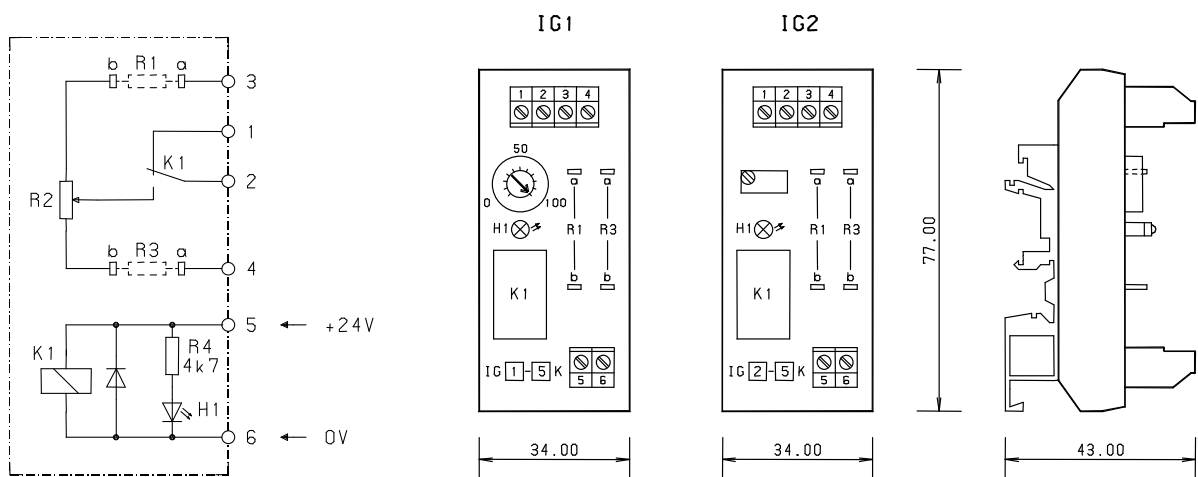 IG1
IG2
b R1 a 3
1
K1
2
R2
b R3 a 4
5 +24V
K1
R4
4k7
H1
6 0V
1 2 3 4
50
0
100
a a
H1 R1 R3
b b
K1
IG 1-5 K
5 6
34.00
1 2 3 4
a a
H1 R1 R3
b b
K1
IG 2-5 K
5 6
34.00
77.00
43.00